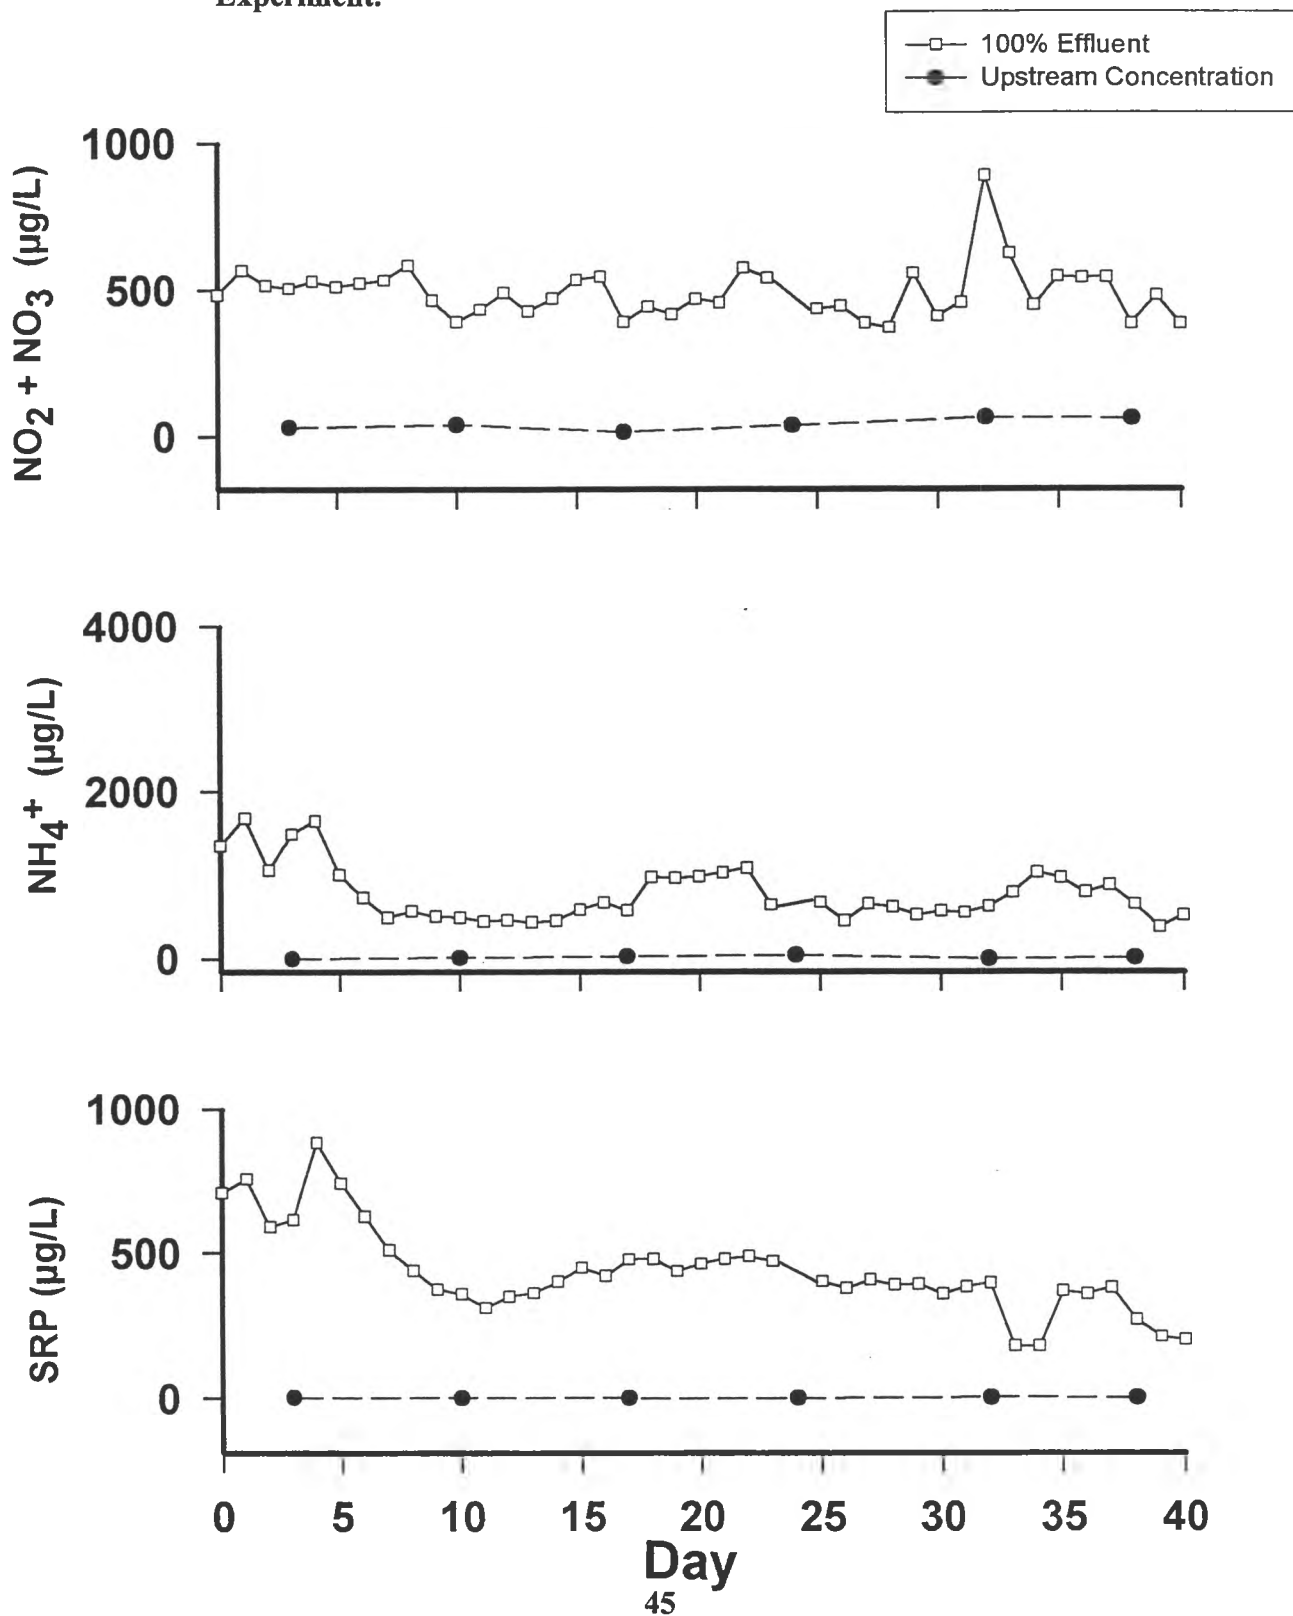 Experiment.
100% Effluent
Upstream Concentration
NO2 + NO3 (µg/L)
1000
500
0
NH4+ (µg/L)
4000
2000
0
SRP (µg/L)
1000
500
0
0 5 10 15 20 25 30 35 40
Day
45